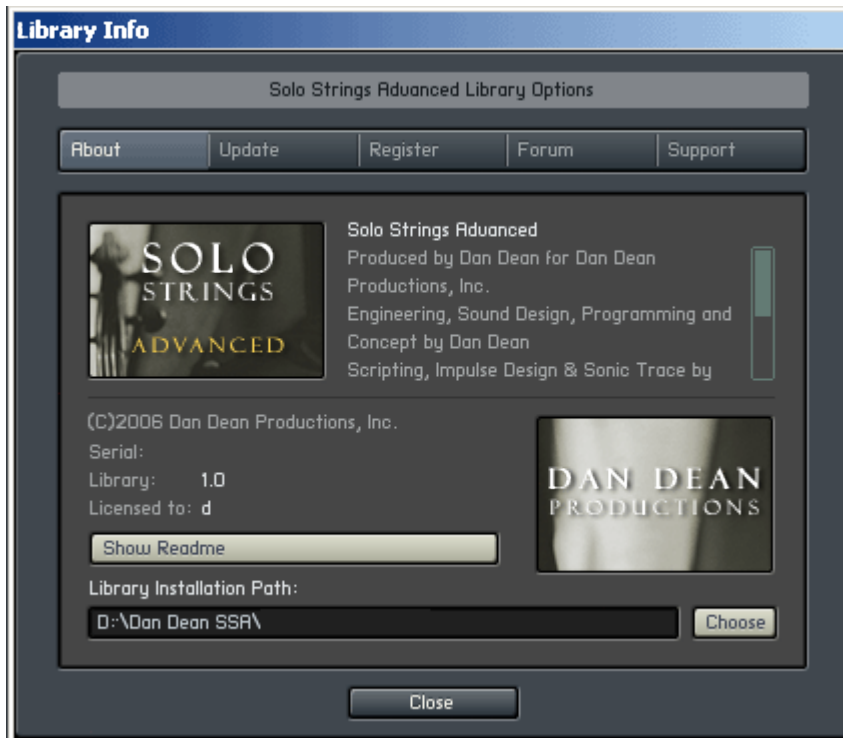 Library Info
Solo Strings Advanced Library Options
About
Update
Register
Forum
Support
SOLO
STRINGS
ADVANCED
Solo Strings Advanced
Produced by Dan Dean for Dan Dean
Productions, Inc.
Engineering, Sound Design, Programming and
Concept by Dan Dean
Scripting, Impulse Design & Sonic Trace by
(C)2006 Dan Dean Productions, Inc.
Serial:
Library: 1.0
Licensed to: d
DAN DEAN
PRODUCTIONS
Show Readme
Library Installation Path:
D:\Dan Dean SSA\
Choose
Close